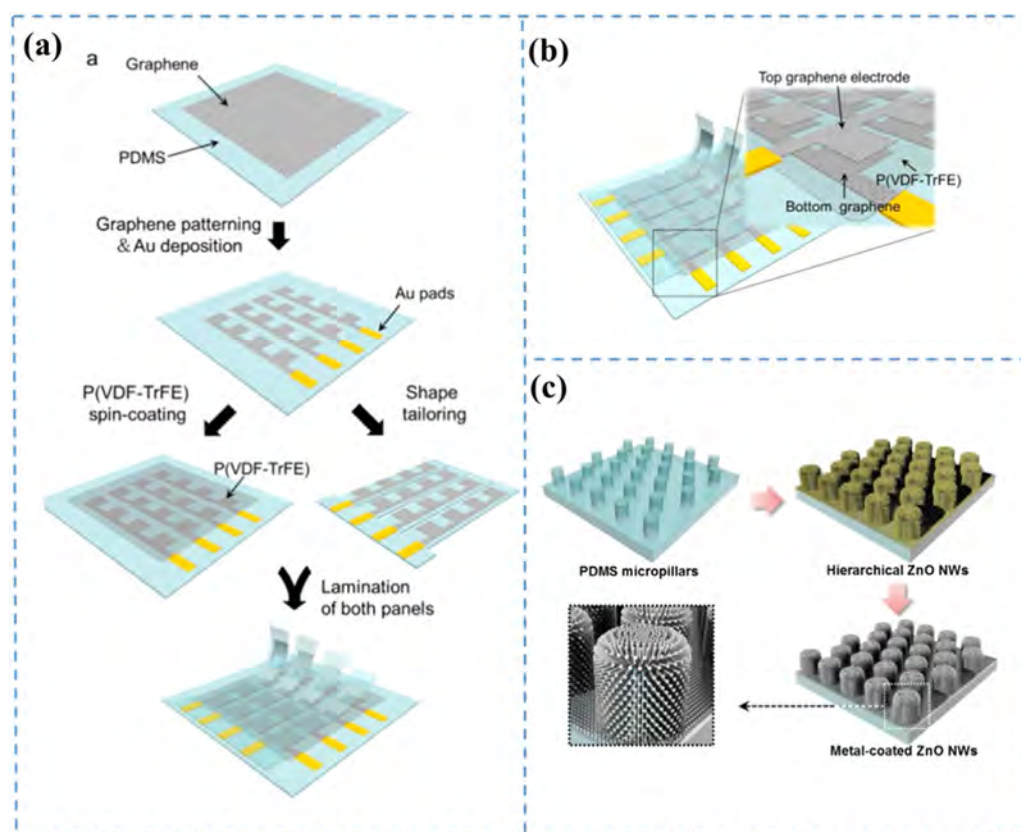 (a)
a
Graphene
PDMS
Graphene patterning
& Au deposition
Au pads
P(VDF-TrFE)
spin-coating
Shape
tailoring
P(VDF-TrFE)
Lamination
of both panels
(b)
Top graphene electrode
P(VDF-TrFE)
Bottom graphene
(c)
PDMS micropillars
Hierarchical ZnO NWs
Metal-coated ZnO NWs